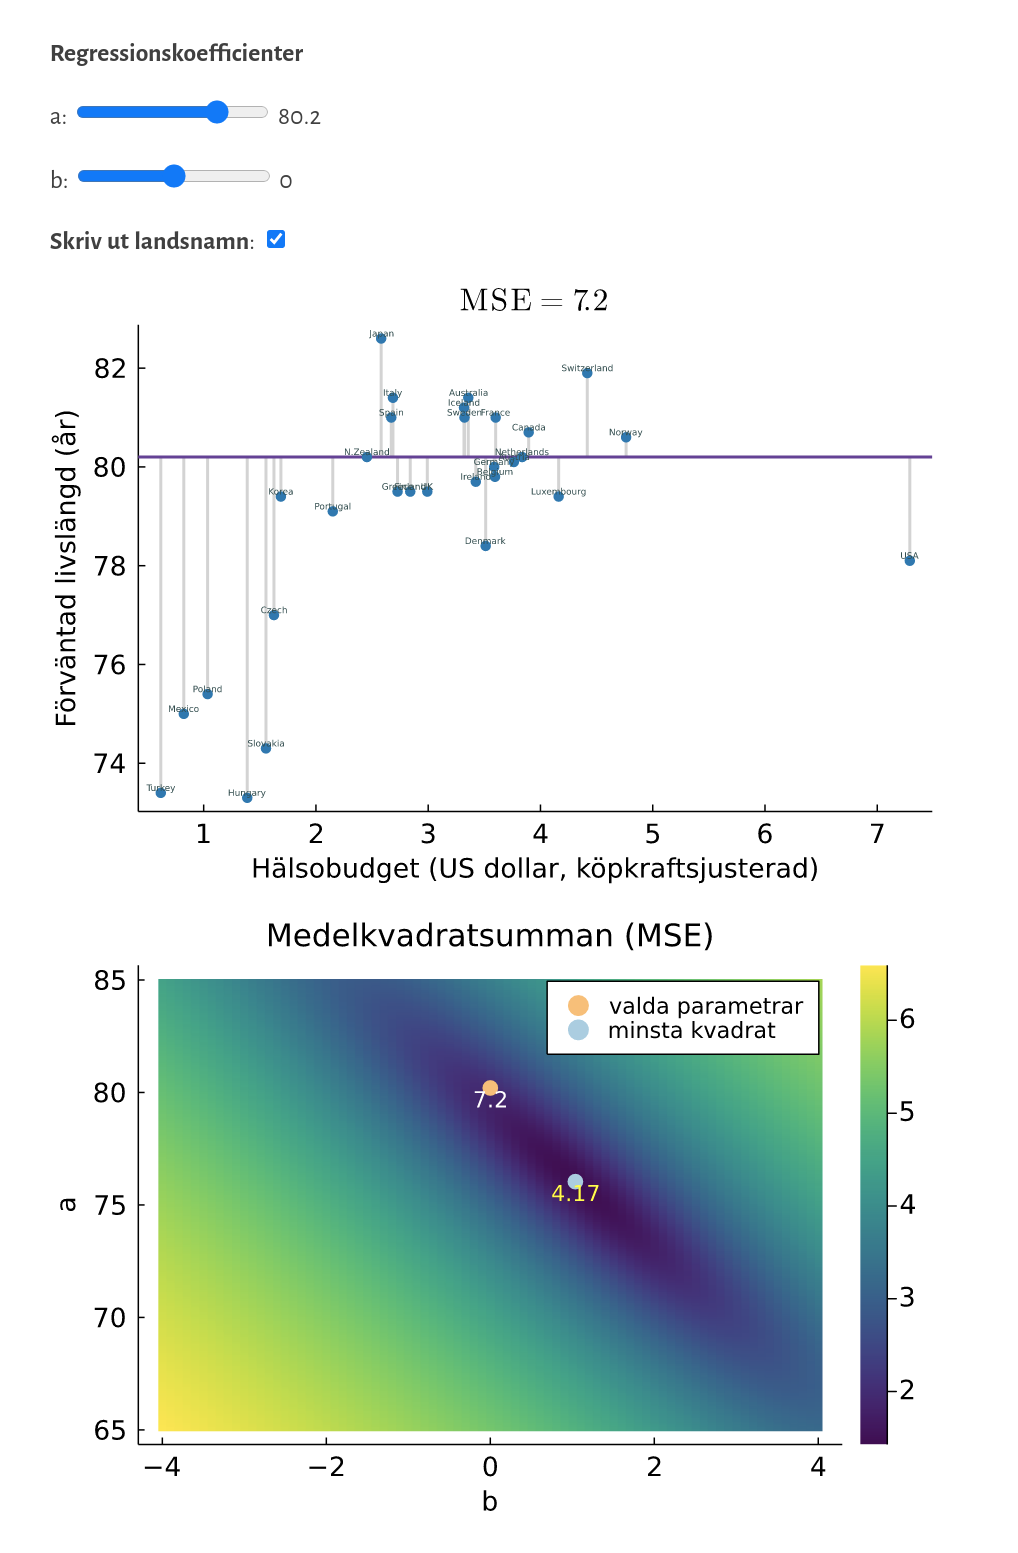 Regressionskoefficienter
a: 80.2
b: 0
Skriv ut landsnamn:
MSE = 7.2
Japan
Switzerland
Italy
Australia
Iceland
Spain
Sweden
France
Canada
Norway
N.Zealand
Netherlands
Germany
Belgium
Ireland
Luxembourg
Korea
Portugal
Denmark
USA
Czech
Poland
Mexico
Slovakia
Turkey
Hungary
82
80
78
76
74
Förväntad livslängd (år)
1 2 3 4 5 6 7
Hälsobudget (US dollar, köpkraftsjusterad)
Medelkvadratsumman (MSE)
valda parametrar
minsta kvadrat
7.2
4.17
85
80
75
70
65
a
−4 −2 0 2 4
b
6
5
4
3
2